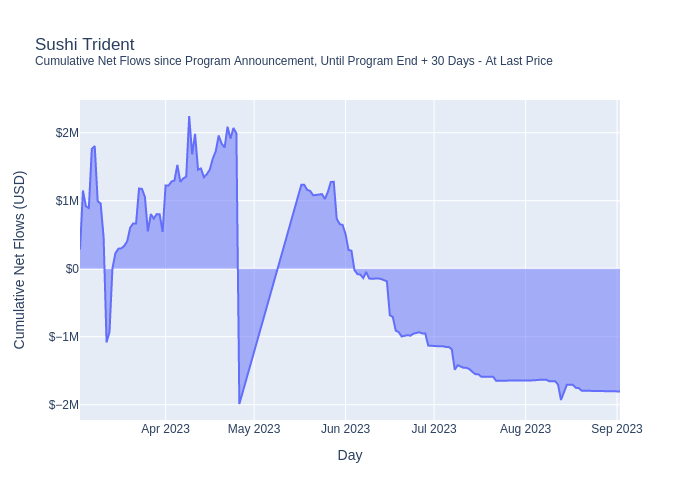 Sushi Trident
Cumulative Net Flows since Program Announcement, Until Program End + 30 Days - At Last Price
Cumulative Net Flows (USD)
$2M
$1M
$0
$−1M
$−2M
Apr 2023
May 2023
Jun 2023
Jul 2023
Aug 2023
Sep 2023
Day